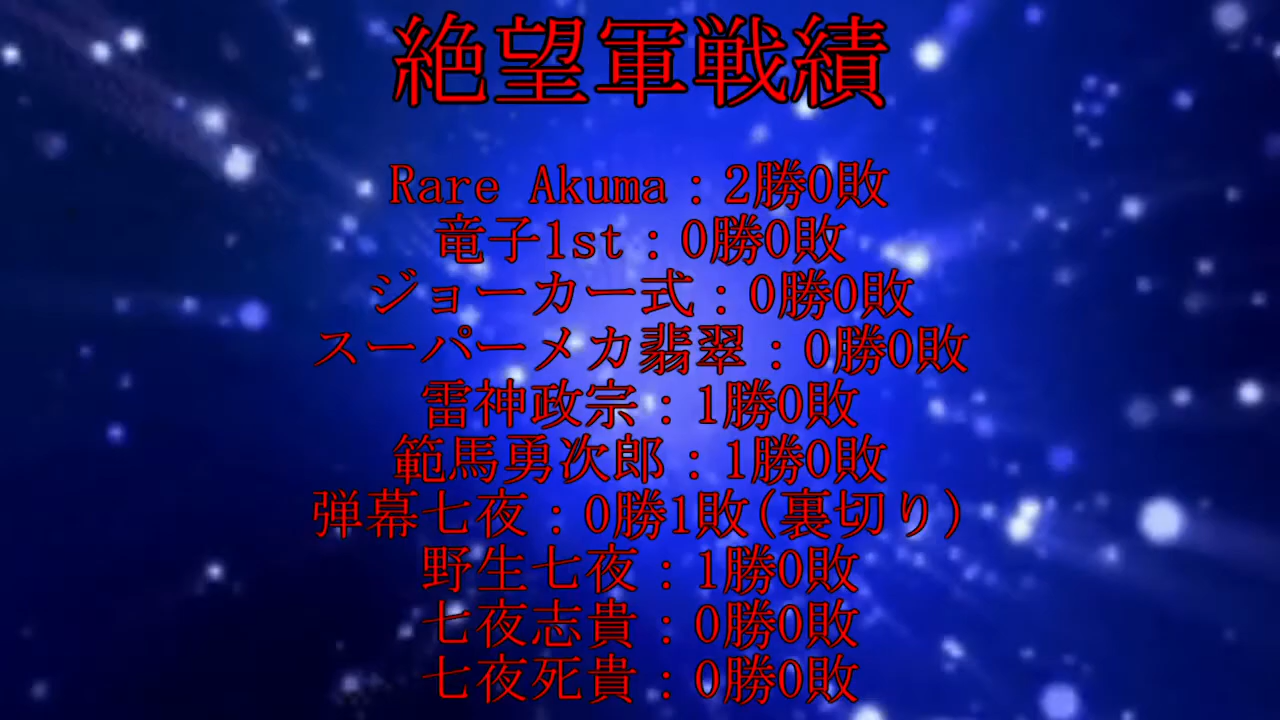 絶望軍戦績
Rare Akuma：2勝0敗
竜子1st：0勝0敗
ジョーカー式：0勝0敗
スーパーメカ翡翠：0勝0敗
雷神政宗：1勝0敗
範馬勇次郎：1勝0敗
弾幕七夜：0勝1敗(裏切り)
野生七夜：1勝0敗
七夜志貴：0勝0敗
七夜死貴：0勝0敗